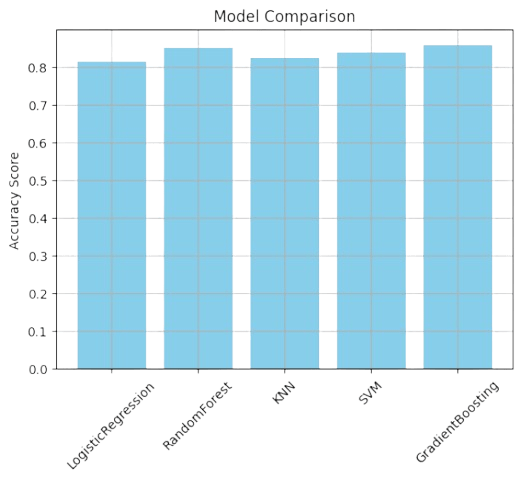 Model Comparison
Accuracy Score
0.8
0.7
0.6
0.5
0.4
0.3
0.2
0.1
0.0
LogisticRegression
RandomForest
KNN
SVM
GradientBoosting